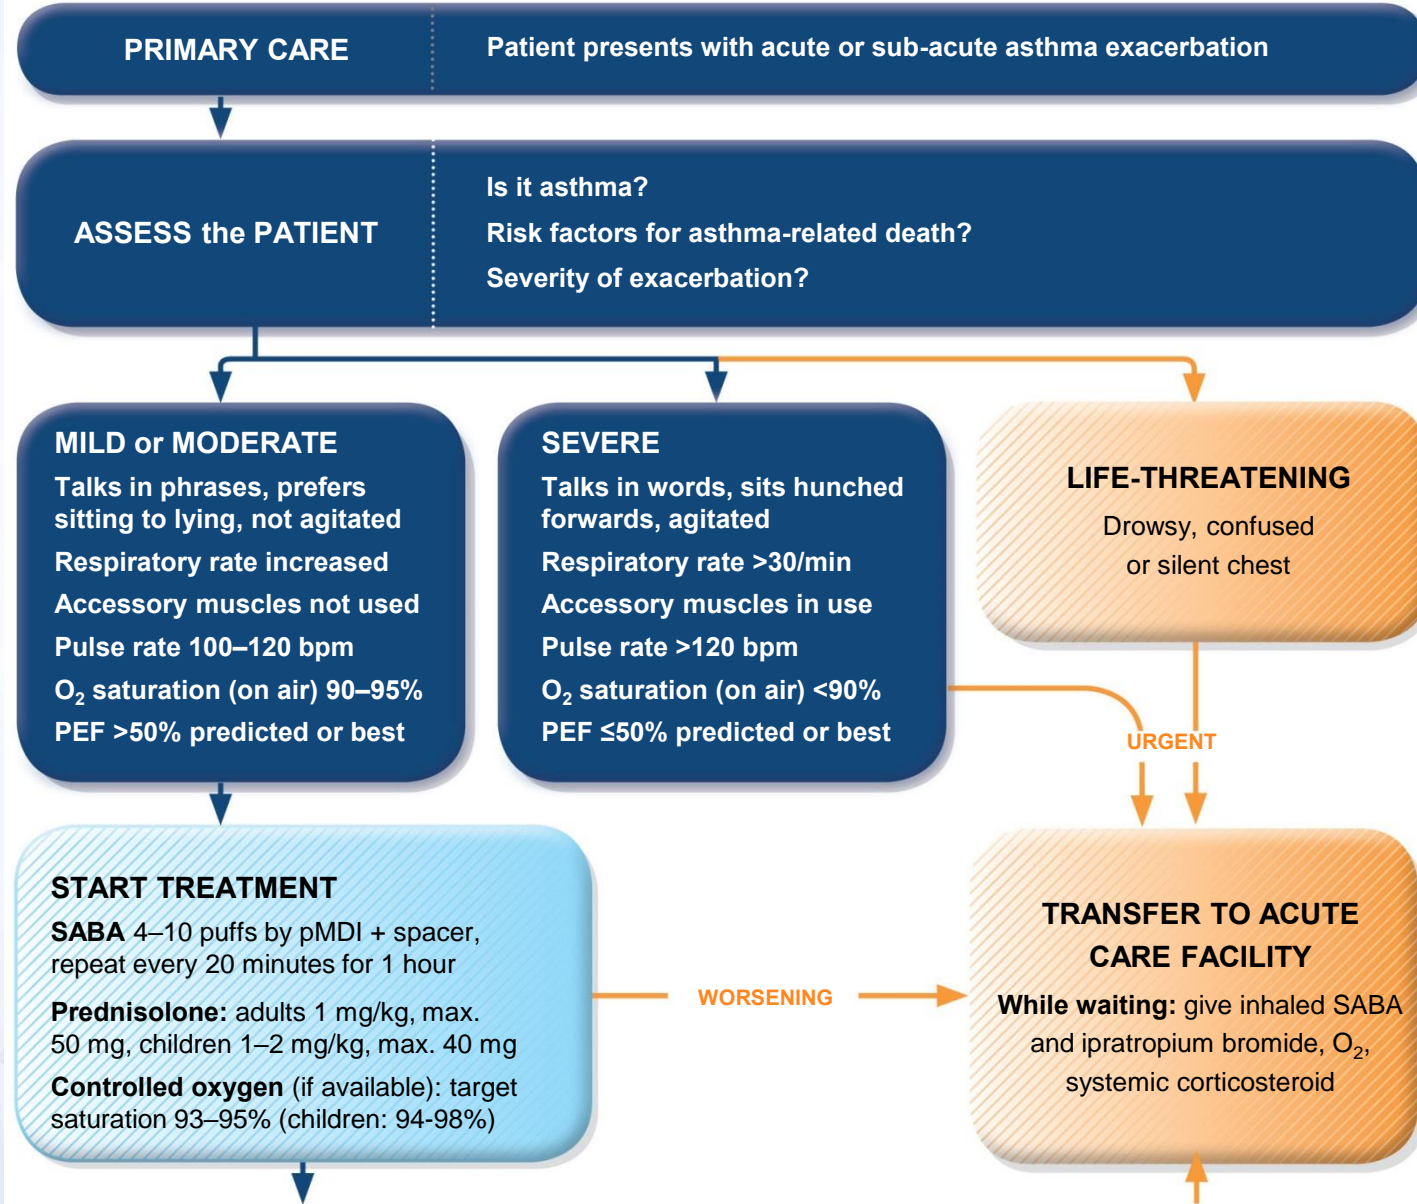 PRIMARY CARE
Patient presents with acute or sub-acute asthma exacerbation
ASSESS the PATIENT
Is it asthma?
Risk factors for asthma-related death?
Severity of exacerbation?
MILD or MODERATE
Talks in phrases, prefers
sitting to lying, not agitated
Respiratory rate increased
Accessory muscles not used
Pulse rate 100–120 bpm
O₂ saturation (on air) 90–95%
PEF >50% predicted or best
SEVERE
Talks in words, sits hunched
forwards, agitated
Respiratory rate >30/min
Accessory muscles in use
Pulse rate >120 bpm
O₂ saturation (on air) <90%
PEF ≤50% predicted or best
LIFE-THREATENING
Drowsy, confused
or silent chest
URGENT
START TREATMENT
SABA 4–10 puffs by pMDI + spacer,
repeat every 20 minutes for 1 hour
Prednisolone: adults 1 mg/kg, max.
50 mg, children 1–2 mg/kg, max. 40 mg
Controlled oxygen (if available): target
saturation 93–95% (children: 94-98%)
WORSENING
TRANSFER TO ACUTE
CARE FACILITY
While waiting: give inhaled SABA
and ipratropium bromide, O₂,
systemic corticosteroid